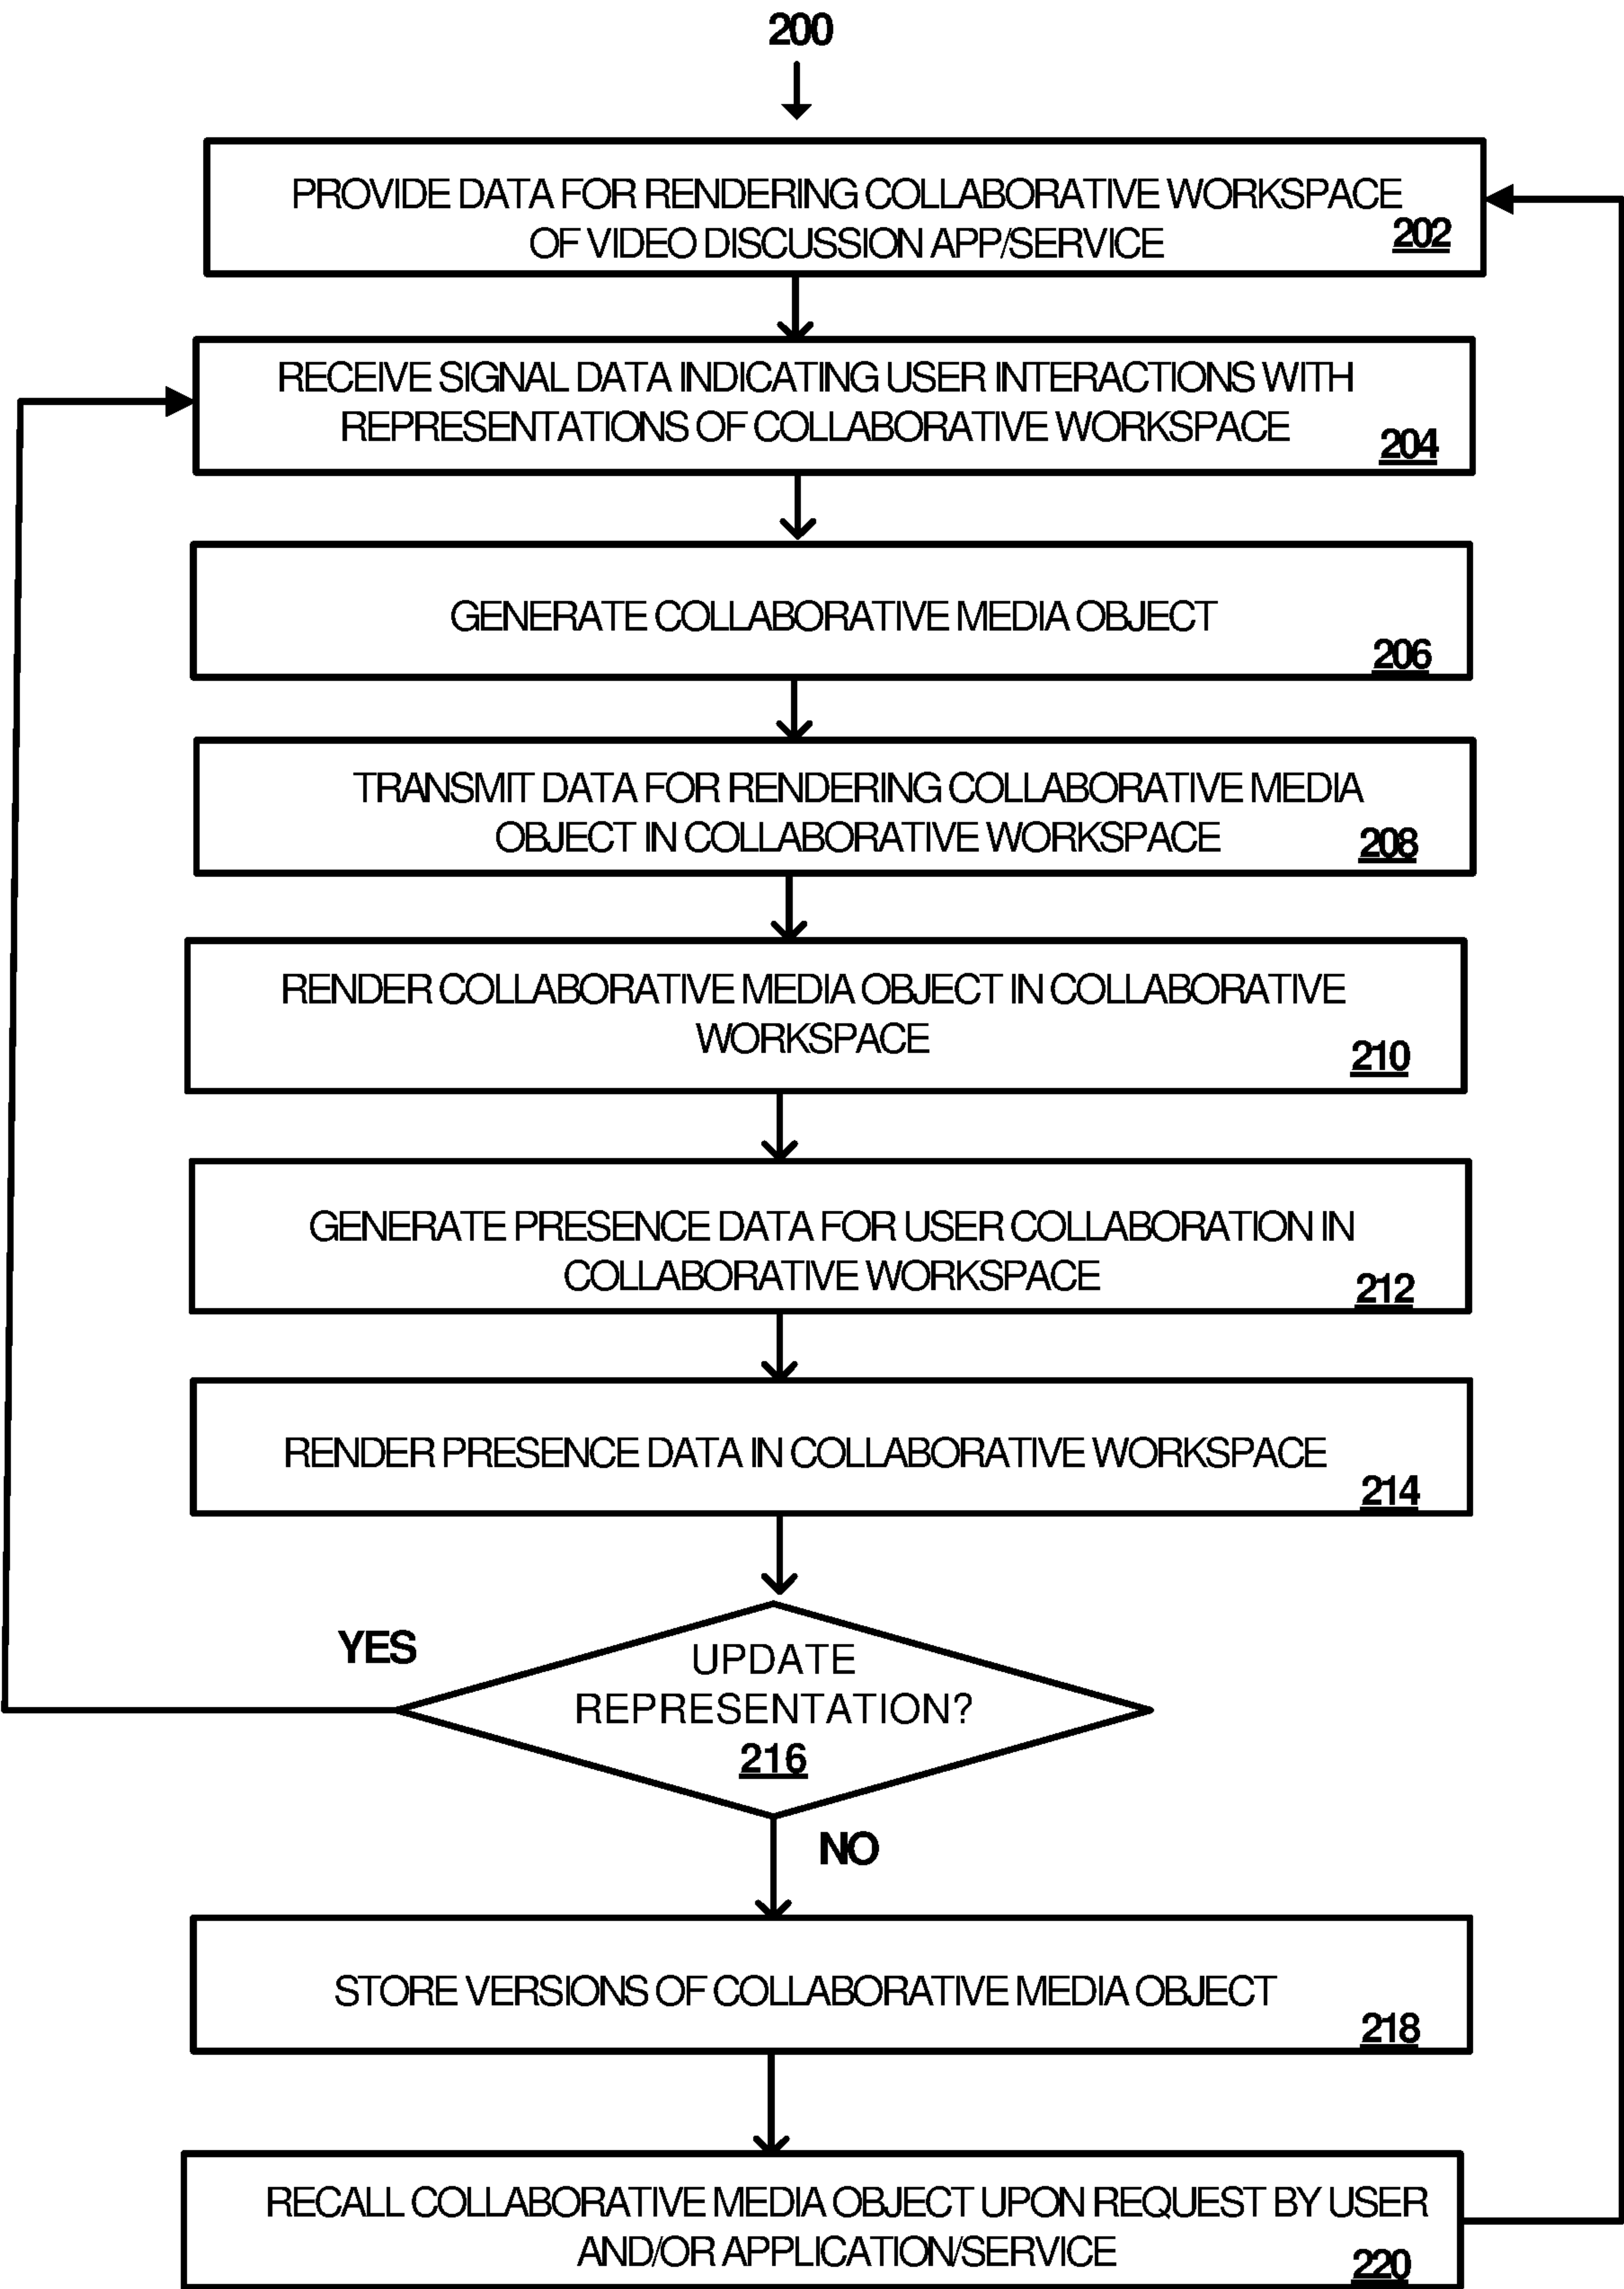 200
PROVIDE DATA FOR RENDERING COLLABORATIVE WORKSPACE
OF VIDEO DISCUSSION APP/SERVICE
202
RECEIVE SIGNAL DATA INDICATING USER INTERACTIONS WITH
REPRESENTATIONS OF COLLABORATIVE WORKSPACE
204
GENERATE COLLABORATIVE MEDIA OBJECT
206
TRANSMIT DATA FOR RENDERING COLLABORATIVE MEDIA
OBJECT IN COLLABORATIVE WORKSPACE
208
RENDER COLLABORATIVE MEDIA OBJECT IN COLLABORATIVE
WORKSPACE
210
GENERATE PRESENCE DATA FOR USER COLLABORATION IN
COLLABORATIVE WORKSPACE
212
RENDER PRESENCE DATA IN COLLABORATIVE WORKSPACE
214
YES
UPDATE
REPRESENTATION?
216
NO
STORE VERSIONS OF COLLABORATIVE MEDIA OBJECT
218
RECALL COLLABORATIVE MEDIA OBJECT UPON REQUEST BY USER
AND/OR APPLICATION/SERVICE
220